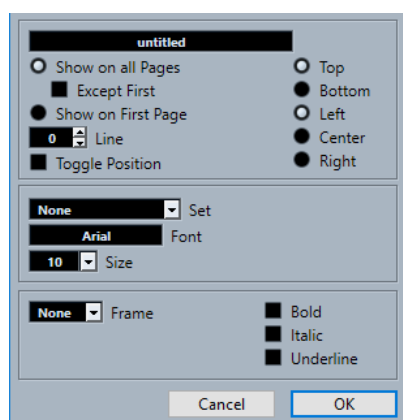 untitled
Show on all Pages Top
Except First Bottom
Show on First Page Left
0 Line Center
Toggle Position Right
None Set
Arial Font
10 Size
None Frame Bold
Italic
Underline
Cancel OK